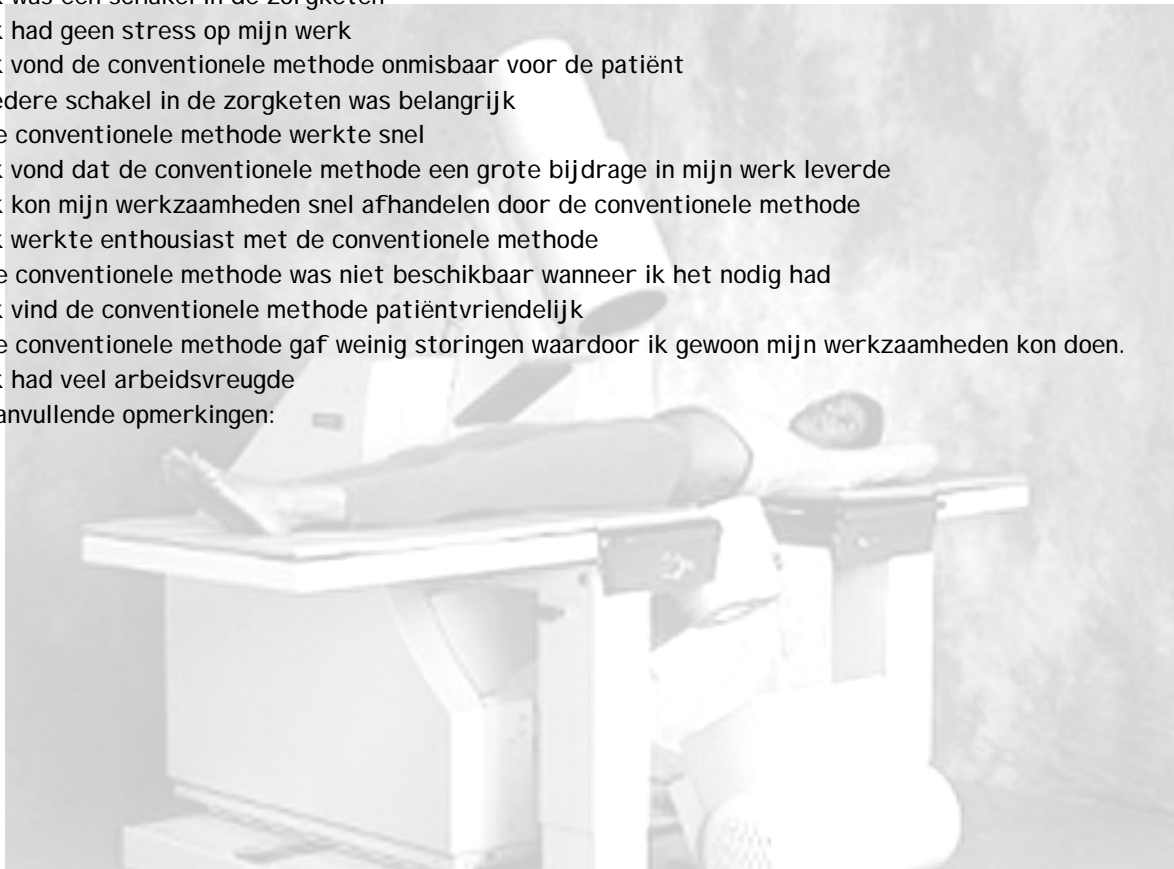 k was een schakel in de zorgketen
k had geen stress op mijn werk
k vond de conventionele methode onmisbaar voor de patiënt
edere schakel in de zorgketen was belangrijk
e conventionele methode werkte snel
k vond dat de conventionele methode een grote bijdrage in mijn werk leverde
k kon mijn werkzaamheden snel afhandelen door de conventionele methode
k werkte enthousiast met de conventionele methode
e conventionele methode was niet beschikbaar wanneer ik het nodig had
k vind de conventionele methode patiëntvriendelijk
e conventionele methode gaf weinig storingen waardoor ik gewoon mijn werkzaamheden kon doen.
k had veel arbeidsvreugde
anvullende opmerkingen: